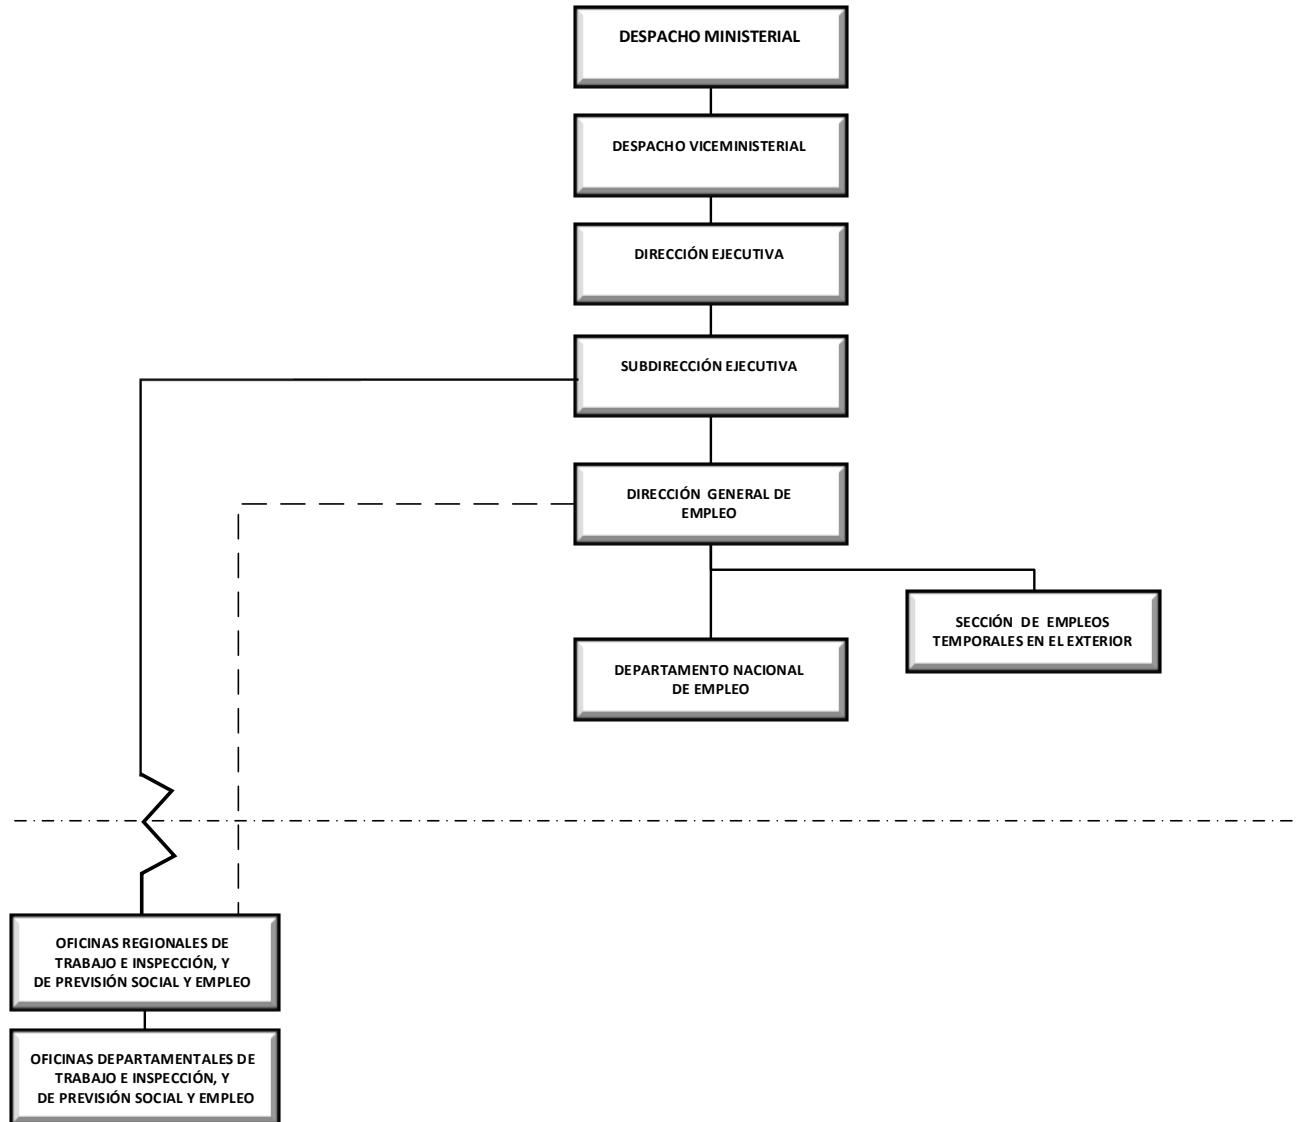 DESPACHO MINISTERIAL
DESPACHO VICEMINISTERIAL
DIRECCIÓN EJECUTIVA
SUBDIRECCIÓN EJECUTIVA
DIRECCIÓN GENERAL DE
EMPLEO
SECCIÓN DE EMPLEOS
TEMPORALES EN EL EXTERIOR
DEPARTAMENTO NACIONAL
DE EMPLEO
OFICINAS REGIONALES DE
TRABAJO E INSPECCIÓN, Y
DE PREVISIÓN SOCIAL Y EMPLEO
OFICINAS DEPARTAMENTALES DE
TRABAJO E INSPECCIÓN, Y
DE PREVISIÓN SOCIAL Y EMPLEO